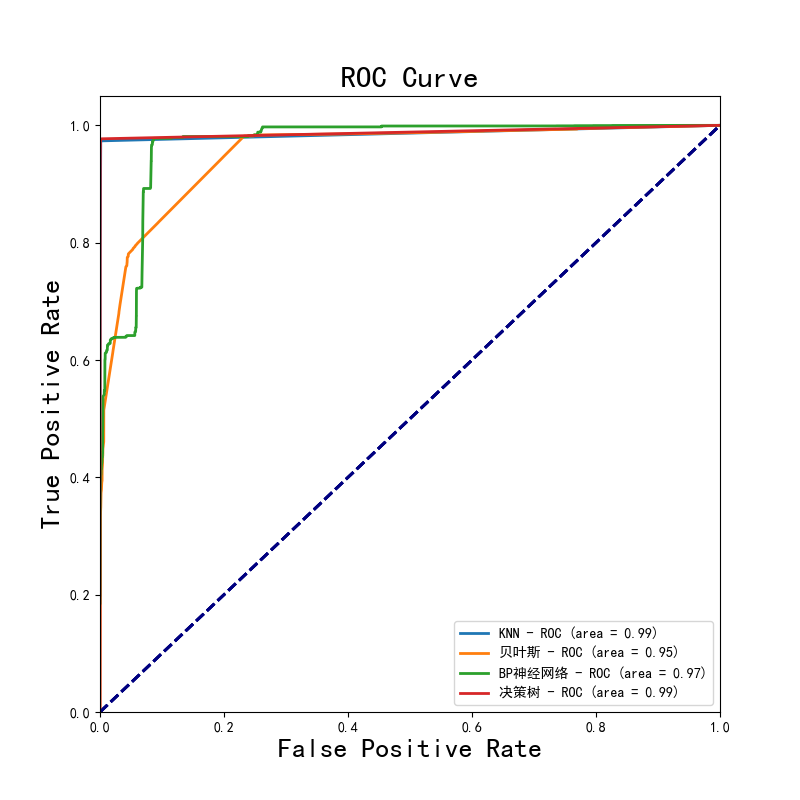 ROC Curve
True Positive Rate
1.0
0.8
0.6
0.4
0.2
0.0
KNN - ROC (area = 0.99)
贝叶斯 - ROC (area = 0.95)
BP神经网络 - ROC (area = 0.97)
决策树 - ROC (area = 0.99)
0.0 0.2 0.4 0.6 0.8 1.0
False Positive Rate